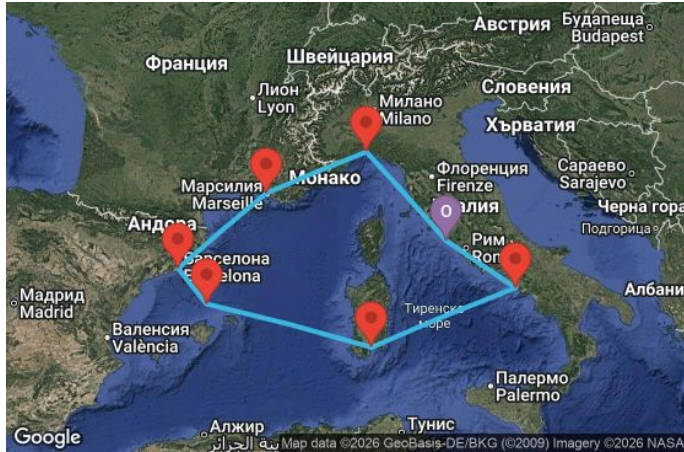 Австрия
Будапеща
Budapest
Франция
Швейцария
Словения
Лион
Lyon
Милано
Milano
Хърватия
Монако
Флоренция
Firenze
Сараево
Sarajevo
Марсилия
Marseille
O
Черна гора
Андора
Рим
Подгорица
Барселона
Мадрид
Madrid
Тиренско
море
Албани
Валенсия
València
Палермо
Palermo
Алжир
Тунис
Google
Map data ©2026 GeoBasis-DE/BKG (©2009) Imagery ©2026 NASA